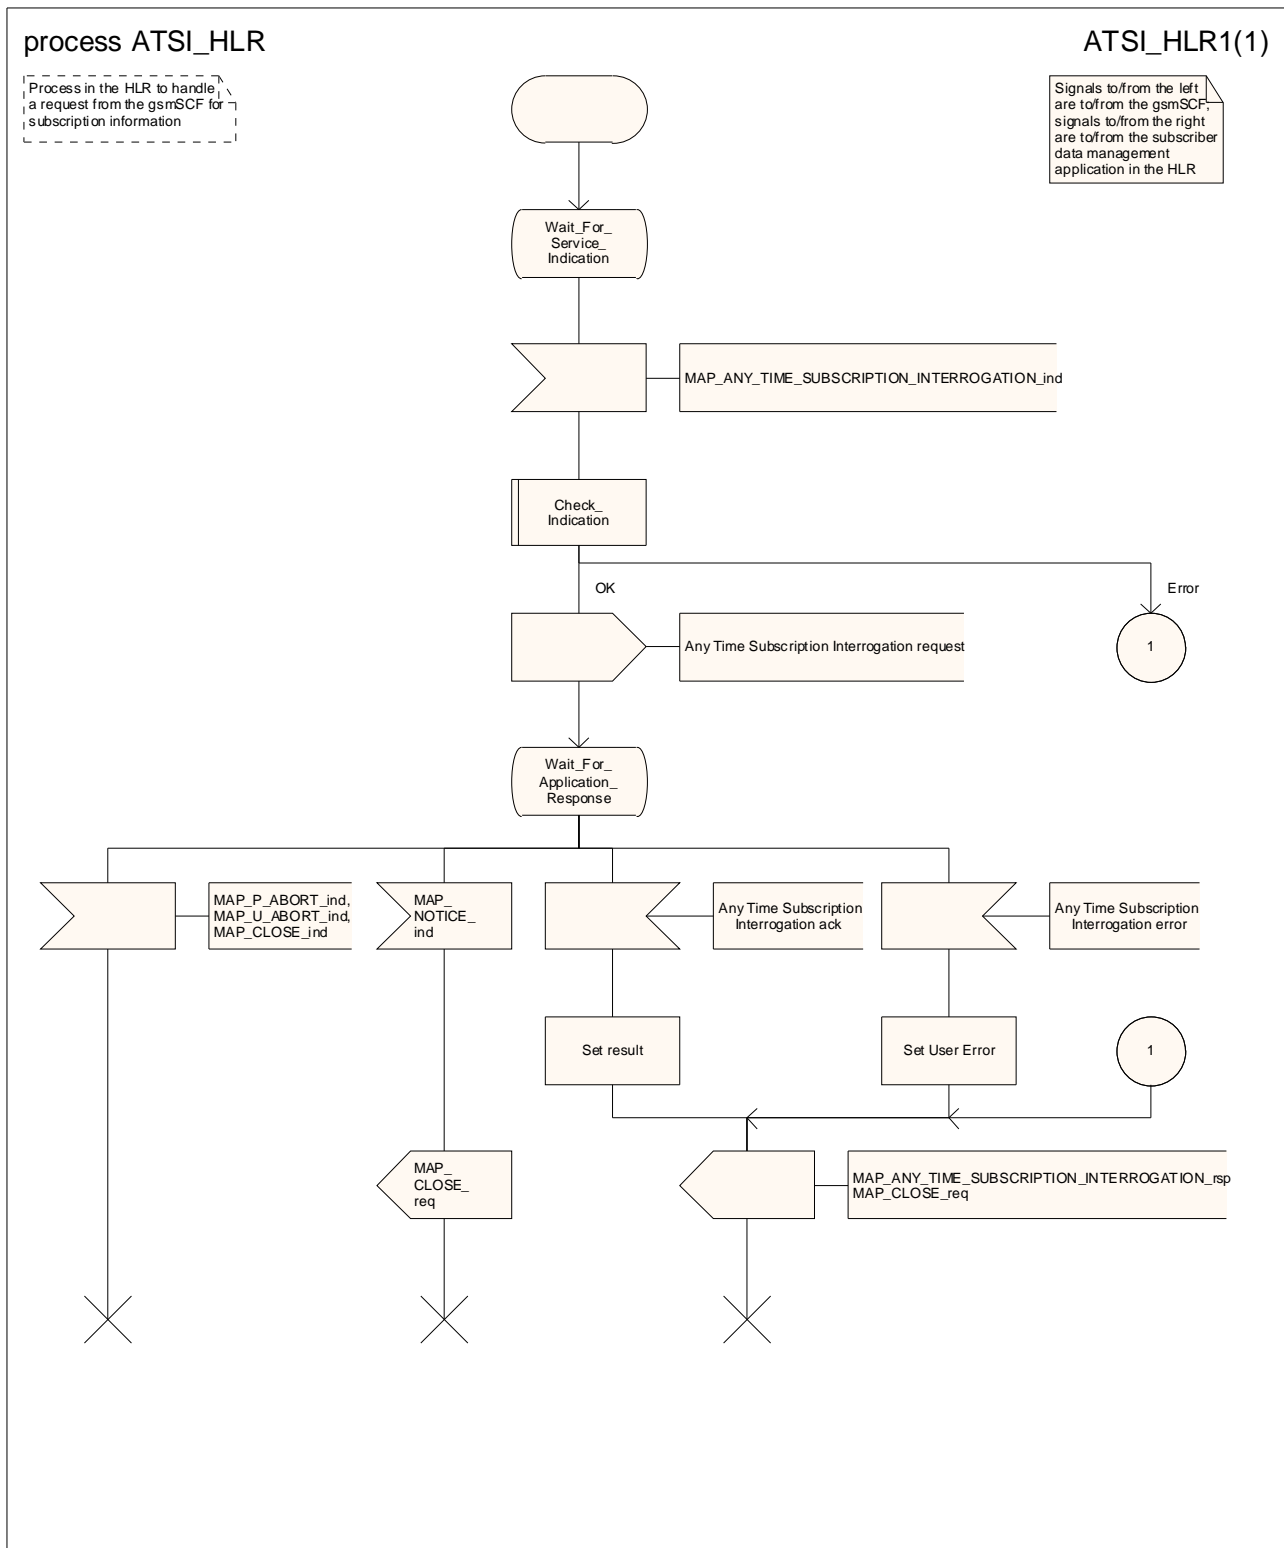 process ATSI_HLR
ATSI_HLR1(1)
Process in the HLR to handle
a request from the gsmSCF for
subscription information
Signals to/from the left
are to/from the gsmSCF;
signals to/from the right
are to/from the subscriber
data management
application in the HLR
Wait_For_
Service_
Indication
MAP_ANY_TIME_SUBSCRIPTION_INTERROGATION_ind
Check_
Indication
OK
Error
Any Time Subscription Interrogation request
1
Wait_For_
Application_
Response
MAP_P_ABORT_ind,
MAP_U_ABORT_ind,
MAP_CLOSE_ind
MAP_
NOTICE_
ind
Any Time Subscription
Interrogation ack
Any Time Subscription
Interrogation error
Set result
Set User Error
1
MAP_
CLOSE_
req
MAP_ANY_TIME_SUBSCRIPTION_INTERROGATION_rsp
MAP_CLOSE_req